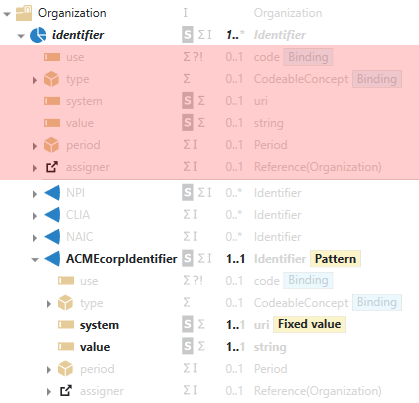 Organization I Organization
identifier S Σ I 1..* Identifier
use Σ ?! 0..1 code Binding
type Σ 0..1 CodeableConcept Binding
system S Σ 0..1 uri
value S Σ 0..1 string
period Σ I 0..1 Period
assigner Σ I 0..1 Reference(Organization)
NPI S Σ I 0..* Identifier
CLIA Σ I 0..* Identifier
NAIC Σ I 0..* Identifier
ACMEcorpIdentifier S Σ I 1..1 Identifier Pattern
use Σ ?! 0..1 code Binding
type Σ 0..1 CodeableConcept Binding
system S Σ 1..1 uri Fixed value
value S Σ 1..1 string
period Σ I 0..1 Period
assigner Σ I 0..1 Reference(Organization)